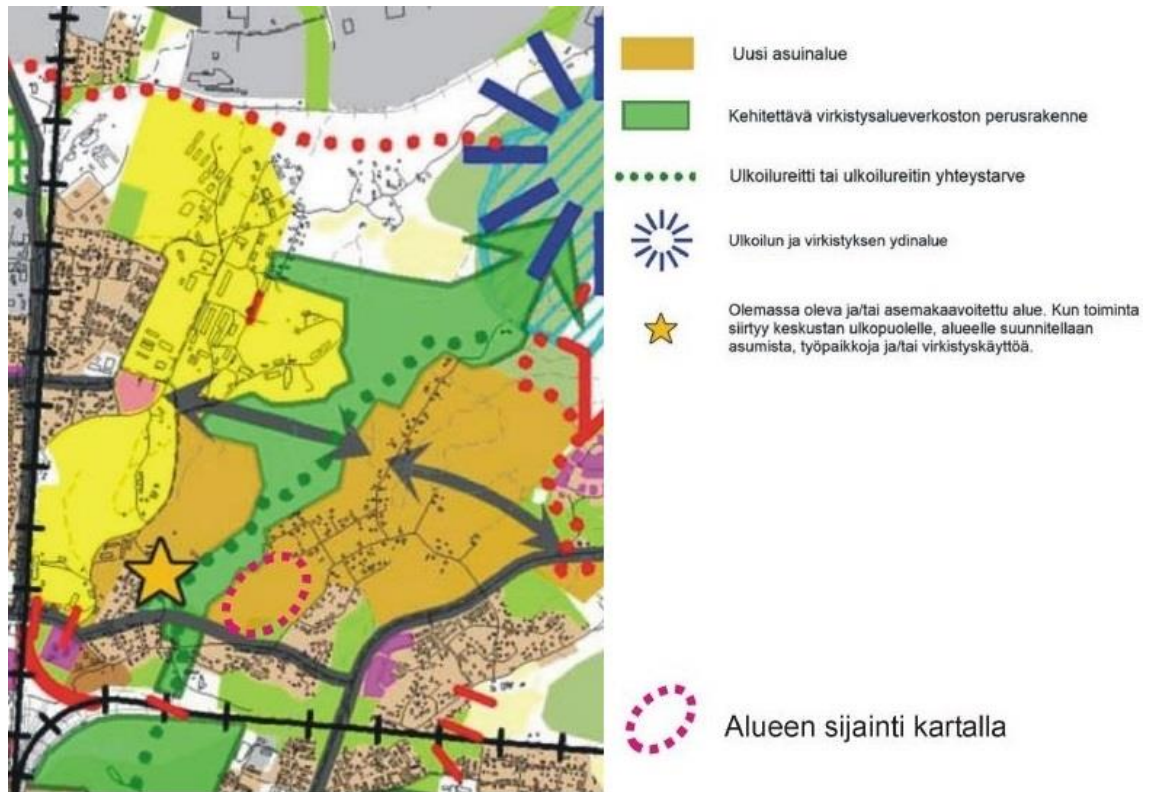 Uusi asuinalue
Kehitettävä virkistysalueverkoston perusrakenne
Ulkoilureitti tai ulkoilureitin yhteystarve
Ulkoilun ja virkistyksen ydinalue
Olemassa oleva ja/tai asemakaavoitettu alue. Kun toiminta
siirtyy keskustan ulkopuolelle, alueelle suunnitellaan
asumista, työpaikkoja ja/tai virkistyskäyttöä.
Alueen sijainti kartalla